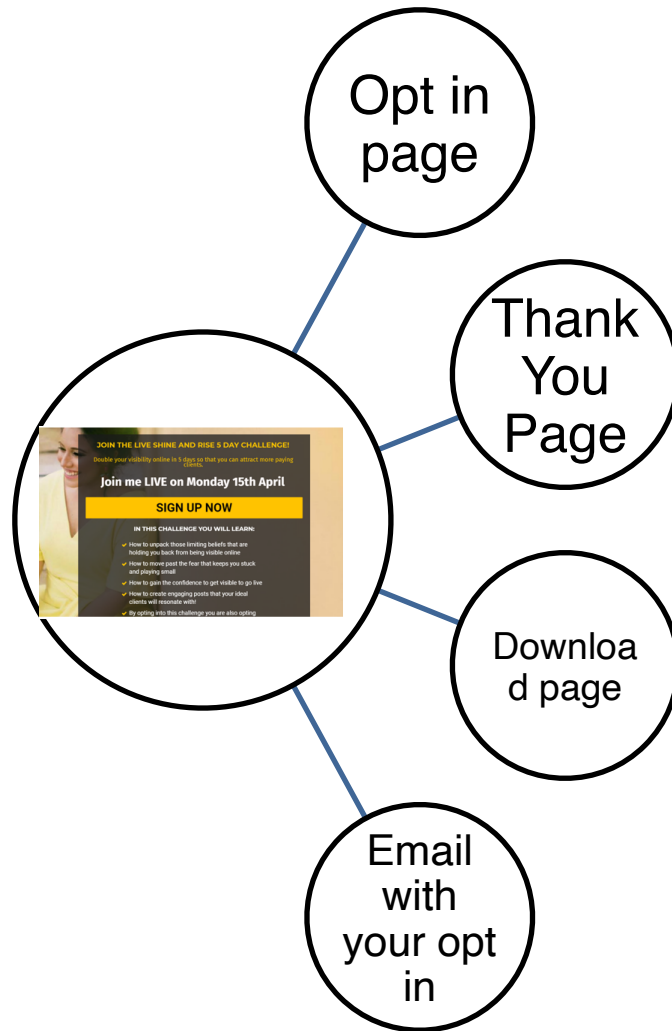 Opt in
page
Thank
You
Page
JOIN THE LIVE SHINE AND RISE 5 DAY CHALLENGE!
Double your visibility online in 5 days so that you can attract more paying
clients.
Join me LIVE on Monday 15th April
SIGN UP NOW
IN THIS CHALLENGE YOU WILL LEARN:
How to unpack those limiting beliefs that are
holding you back from being visible online
How to move past the fear that keeps you stuck
and playing small
How to gain the confidence to get visible to go live
How to create engaging posts that your ideal
clients will resonate with!
By opting into this challenge you are also opting
Downloa
d page
Email
with
your opt
in